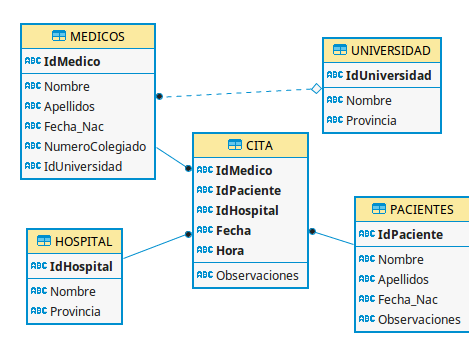 MEDICOS
ABC IdMedico
ABC Nombre
ABC Apellidos
ABC Fecha_Nac
ABC NumeroColegiado
ABC IdUniversidad
UNIVERSIDAD
ABC IdUniversidad
ABC Nombre
ABC Provincia
CITA
ABC IdMedico
ABC IdPaciente
ABC IdHospital
ABC Fecha
ABC Hora
ABC Observaciones
HOSPITAL
ABC IdHospital
ABC Nombre
ABC Provincia
PACIENTES
ABC IdPaciente
ABC Nombre
ABC Apellidos
ABC Fecha_Nac
ABC Observaciones